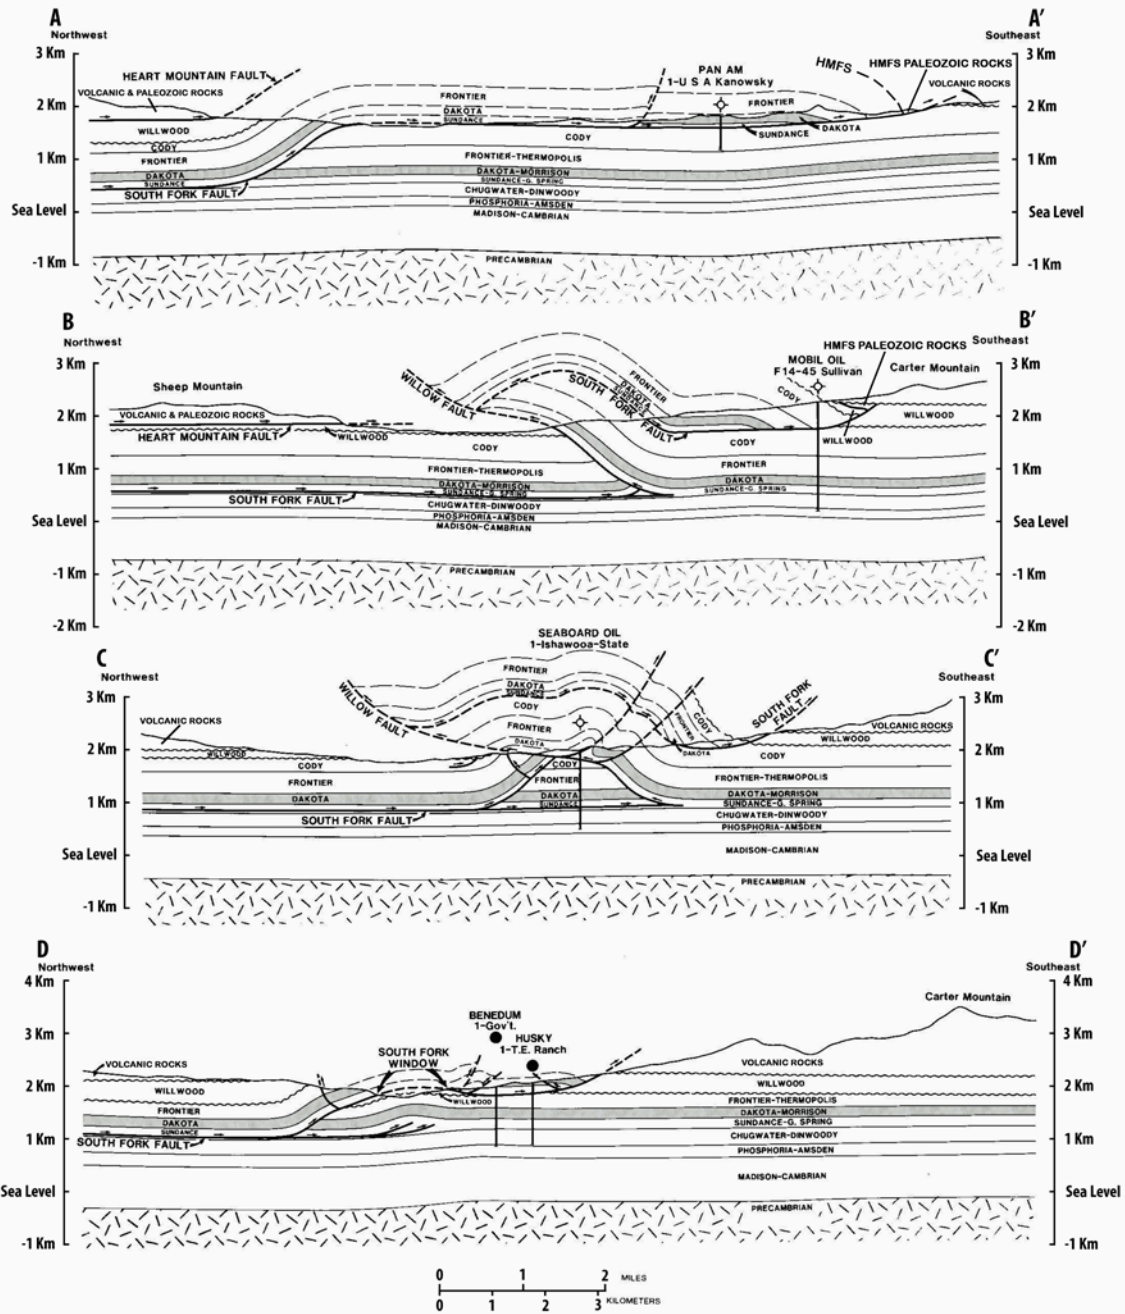 A
A'
Northwest
Southeast
3 Km
3 Km
HEART MOUNTAIN FAULT
PAN AM
1-U S A Kanowsky
HMFS
HMFS PALEOZOIC ROCKS
VOLCANIC & PALEOZOIC ROCKS
VOLCANIC ROCKS
FRONTIER
FRONTIER
2 Km
2 Km
DAKOTA
SUNDANCE
WILLWOOD
CODY
SUNDANCE
DAKOTA
CODY
1 Km
FRONTIER
FRONTIER-THERMOPOLIS
1 Km
DAKOTA
DAKOTA-MORRISON
SUNDANCE
SUNDANCE-G. SPRING
SOUTH FORK FAULT
CHUGWATER-DINWOODY
PHOSPHORIA-AMSDEN
Sea Level
MADISON-CAMBRIAN
Sea Level
-1 Km
PRECAMBRIAN
-1 Km
B
B'
Northwest
Southeast
HMFS PALEOZOIC ROCKS
3 Km
MOBIL OIL
F14-45 Sullivan
Carter Mountain
3 Km
Sheep Mountain
WILLOW FAULT
SOUTH FORK FAULT
FRONTIER
DAKOTA
SUNDANCE
CODY
2 Km
VOLCANIC & PALEOZOIC ROCKS
WILLWOOD
2 Km
HEART MOUNTAIN FAULT
WILLWOOD
CODY
CODY
WILLWOOD
1 Km
FRONTIER-THERMOPOLIS
FRONTIER
1 Km
DAKOTA-MORRISON
DAKOTA
SUNDANCE-G. SPRING
SUNDANCE-G. SPRING
SOUTH FORK FAULT
CHUGWATER-DINWOODY
PHOSPHORIA-AMSDEN
Sea Level
MADISON-CAMBRIAN
Sea Level
-1 Km
PRECAMBRIAN
-1 Km
-2 Km
-2 Km
SEABOARD OIL
1-Ishawooa-State
C
C'
Northwest
Southeast
3 Km
3 Km
FRONTIER
DAKOTA
SUNDANCE
CODY
WILLOW FAULT
SOUTH FORK FAULT
VOLCANIC ROCKS
FRONTIER
FRONTIER
CODY
VOLCANIC ROCKS
WILLWOOD
2 Km
WILLWOOD
DAKOTA
DAKOTA
2 Km
CODY
CODY
CODY
FRONTIER
FRONTIER
FRONTIER-THERMOPOLIS
DAKOTA
DAKOTA
DAKOTA-MORRISON
1 Km
SUNDANCE
SUNDANCE-G. SPRING
1 Km
SOUTH FORK FAULT
CHUGWATER-DINWOODY
PHOSPHORIA-AMSDEN
Sea Level
MADISON-CAMBRIAN
Sea Level
-1 Km
PRECAMBRIAN
-1 Km
D
D'
Northwest
Southeast
4 Km
4 Km
Carter Mountain
BENEDUM
1-Gov't.
3 Km
HUSKY
1-T.E. Ranch
3 Km
SOUTH FORK
WINDOW
VOLCANIC ROCKS
VOLCANIC ROCKS
2 Km
WILLWOOD
WILLWOOD
2 Km
WILLWOOD
FRONTIER-THERMOPOLIS
FRONTIER
DAKOTA-MORRISON
DAKOTA
SUNDANCE-G. SPRING
1 Km
SUNDANCE
CHUGWATER-DINWOODY
1 Km
SOUTH FORK FAULT
PHOSPHORIA-AMSDEN
MADISON-CAMBRIAN
Sea Level
Sea Level
PRECAMBRIAN
-1 Km
-1 Km
0 1 2 MILES
0 1 2 3 KILOMETERS